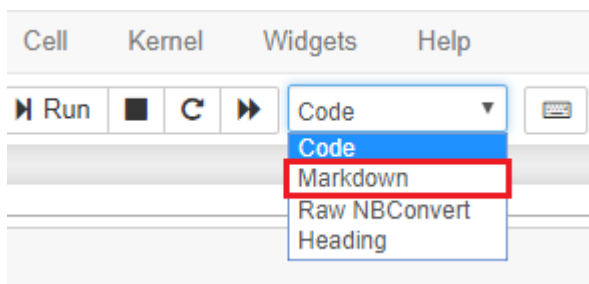 Cell Kernel Widgets Help
Run Code
Code
Markdown
Raw NBConvert
Heading